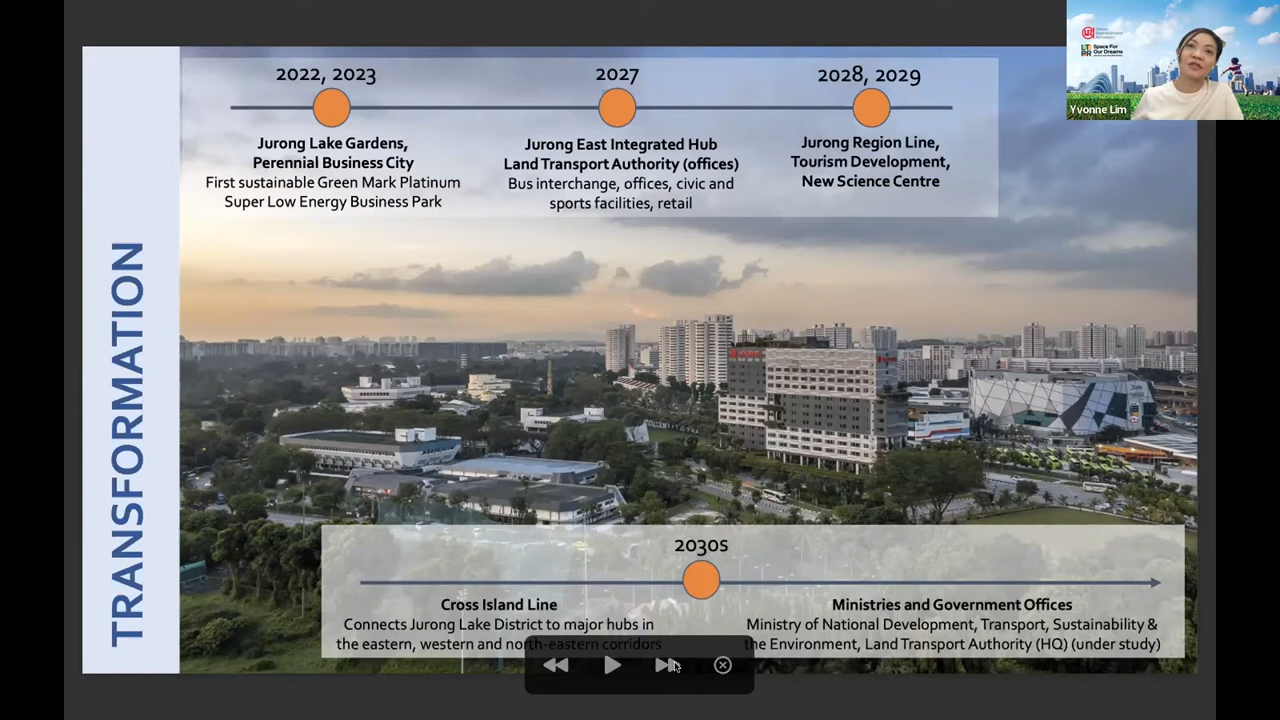 TRANSFORMATION
2022, 2023
Jurong Lake Gardens,
Perennial Business City
First sustainable Green Mark Platinum
Super Low Energy Business Park
2027
Jurong East Integrated Hub
Land Transport Authority (offices)
Bus interchange, offices, civic and
sports facilities, retail
2028, 2029
Jurong Region Line,
Tourism Development,
New Science Centre
2030s
Cross Island Line
Connects Jurong Lake District to major hubs in
the eastern, western and north-eastern corridors
Ministries and Government Offices
Ministry of National Development, Transport, Sustainability &
the Environment, Land Transport Authority (HQ) (under study)
Space For
Our Dreams
Yvonne Lim